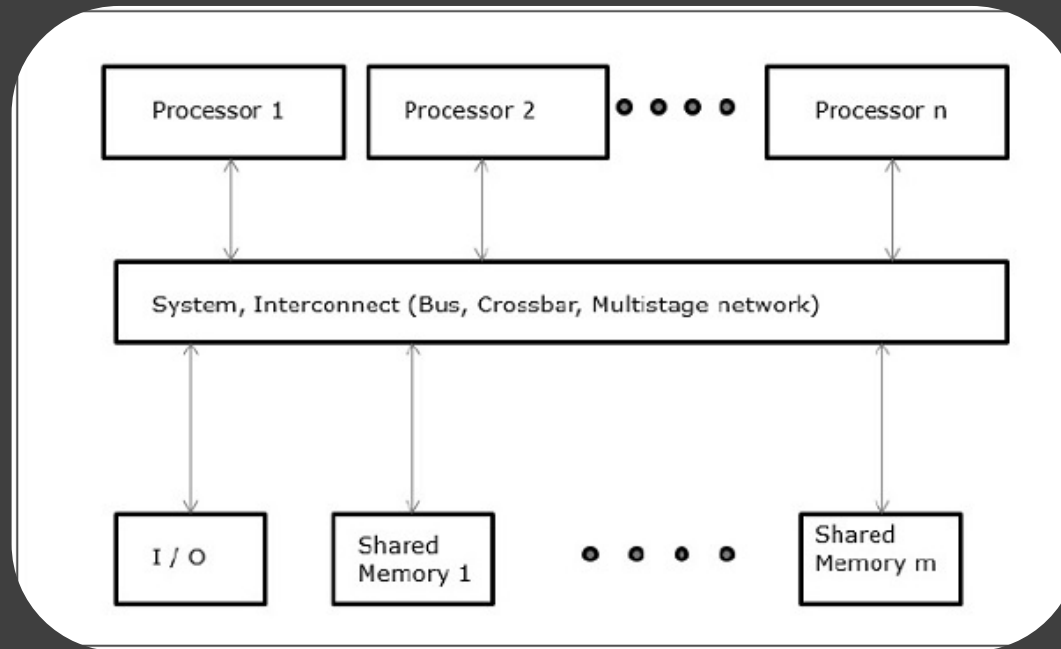 Processor 1
Processor 2
Processor n
System, Interconnect (Bus, Crossbar, Multistage network)
I / O
Shared
Memory 1
Shared
Memory m